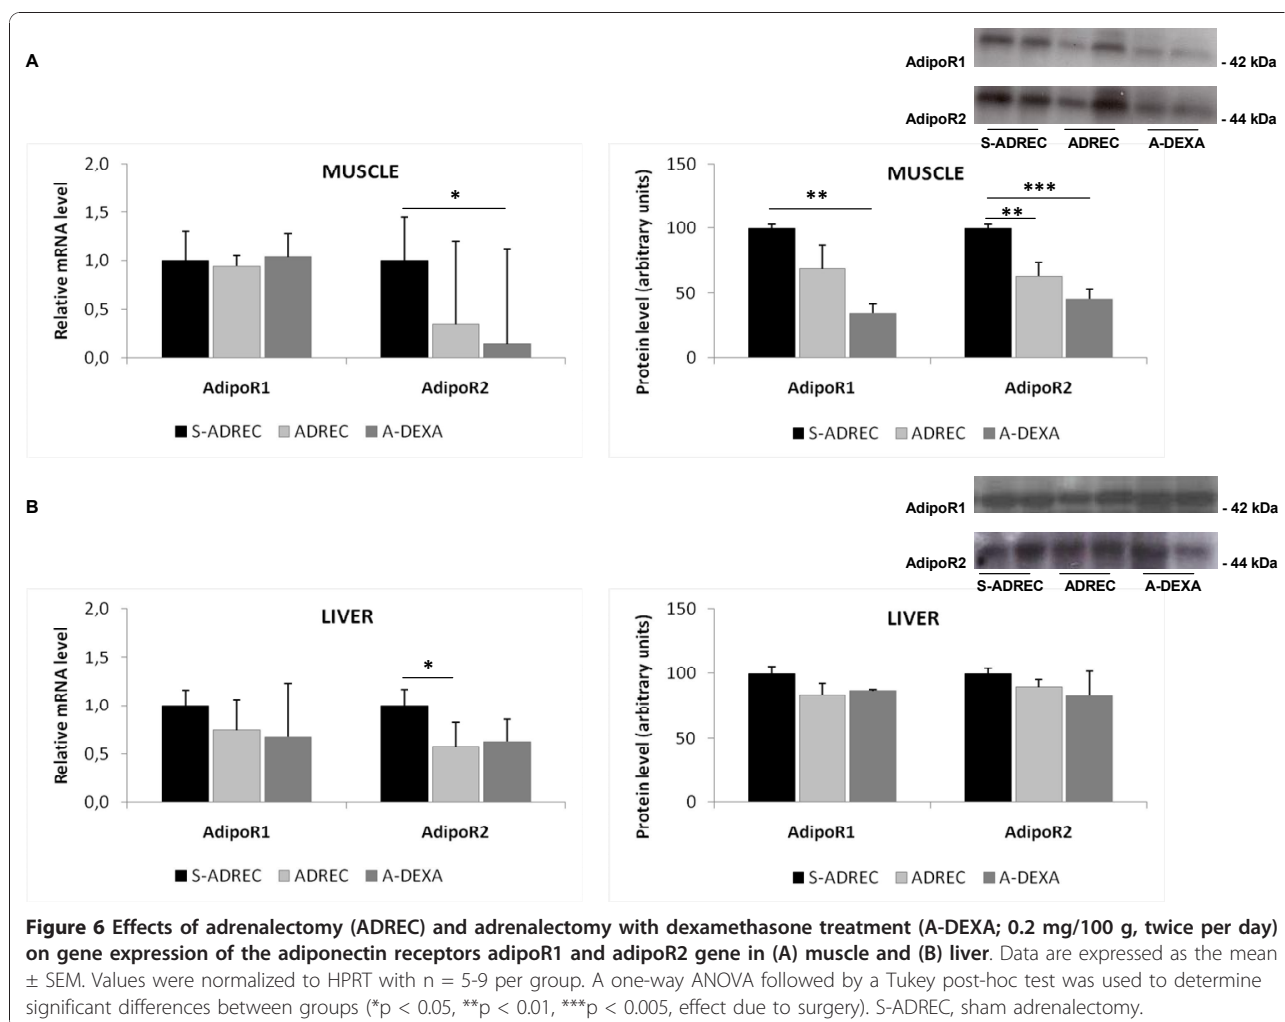 A
AdipoR1
- 42 kDa
AdipoR2
- 44 kDa
S-ADREC ADREC A-DEXA
MUSCLE
Relative mRNA level
2,0
1,5
1,0
0,5
0,0
*
AdipoR1 AdipoR2
S-ADREC ADREC A-DEXA
MUSCLE
Protein level (arbitrary units)
150
100
50
0
**
***
**
AdipoR1 AdipoR2
S-ADREC ADREC A-DEXA
B
AdipoR1
- 42 kDa
AdipoR2
- 44 kDa
S-ADREC ADREC A-DEXA
LIVER
Relative mRNA level
2,0
1,5
1,0
0,5
0,0
*
AdipoR1 AdipoR2
S-ADREC ADREC A-DEXA
LIVER
Protein level (arbitrary units)
150
100
50
0
AdipoR1 AdipoR2
S-ADREC ADREC A-DEXA
Figure 6 Effects of adrenalectomy (ADREC) and adrenalectomy with dexamethasone treatment (A-DEXA; 0.2 mg/100 g, twice per day)
on gene expression of the adiponectin receptors adipoR1 and adipoR2 gene in (A) muscle and (B) liver. Data are expressed as the mean
± SEM. Values were normalized to HPRT with n = 5-9 per group. A one-way ANOVA followed by a Tukey post-hoc test was used to determine
significant differences between groups (*p < 0.05, **p < 0.01, ***p < 0.005, effect due to surgery). S-ADREC, sham adrenalectomy.